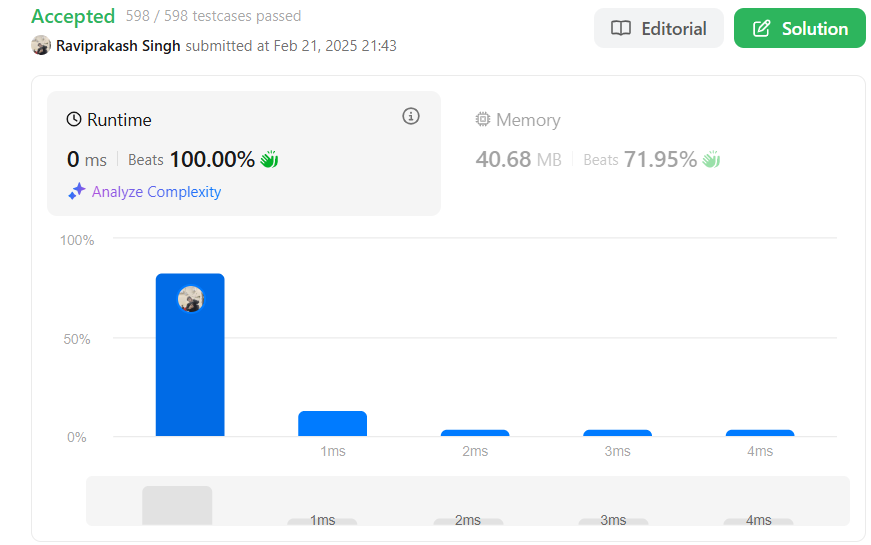 Accepted 598 / 598 testcases passed
Raviprakash Singh submitted at Feb 21, 2025 21:43
Editorial
Solution
Runtime
0 ms Beats 100.00%
Analyze Complexity
Memory
40.68 MB Beats 71.95%
100%
50%
0%
1ms 2ms 3ms 4ms
1ms 2ms 3ms 4ms